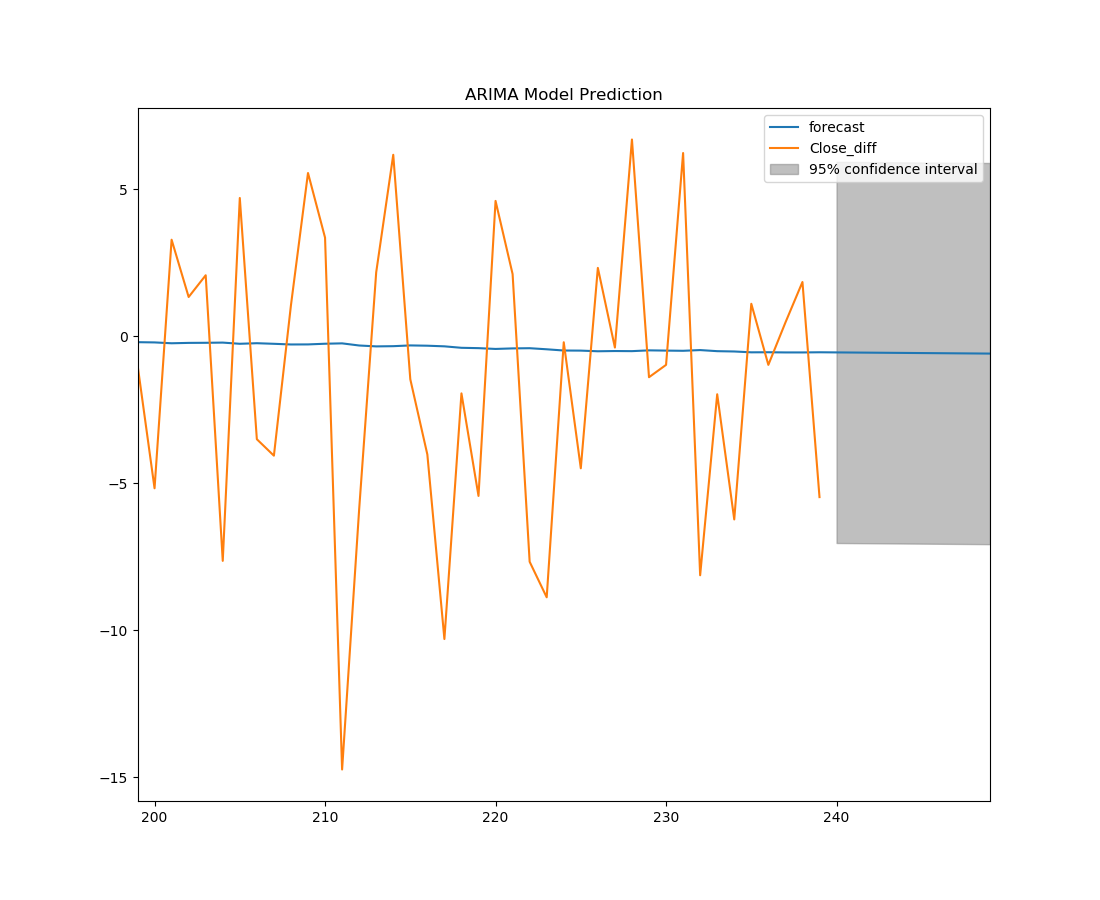 ARIMA Model Prediction
forecast
Close_diff
95% confidence interval
5
0
−5
−10
−15
200
210
220
230
240